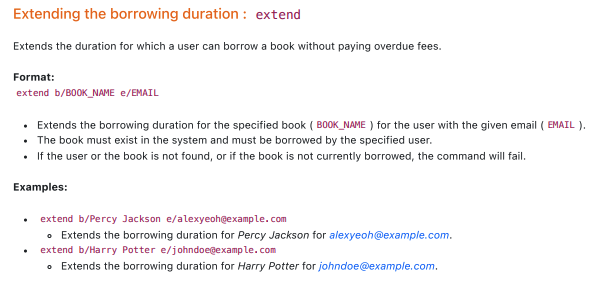 Extending the borrowing duration : extend
Extends the duration for which a user can borrow a book without paying overdue fees.
Format:
extend b/BOOK_NAME e/EMAIL
• Extends the borrowing duration for the specified book ( BOOK_NAME ) for the user with the given email ( EMAIL ).
• The book must exist in the system and must be borrowed by the specified user.
• If the user or the book is not found, or if the book is not currently borrowed, the command will fail.
Examples:
• extend b/Percy Jackson e/alexyeoh@example.com
◦ Extends the borrowing duration for Percy Jackson for alexyeoh@example.com.
• extend b/Harry Potter e/johndoe@example.com
◦ Extends the borrowing duration for Harry Potter for johndoe@example.com.